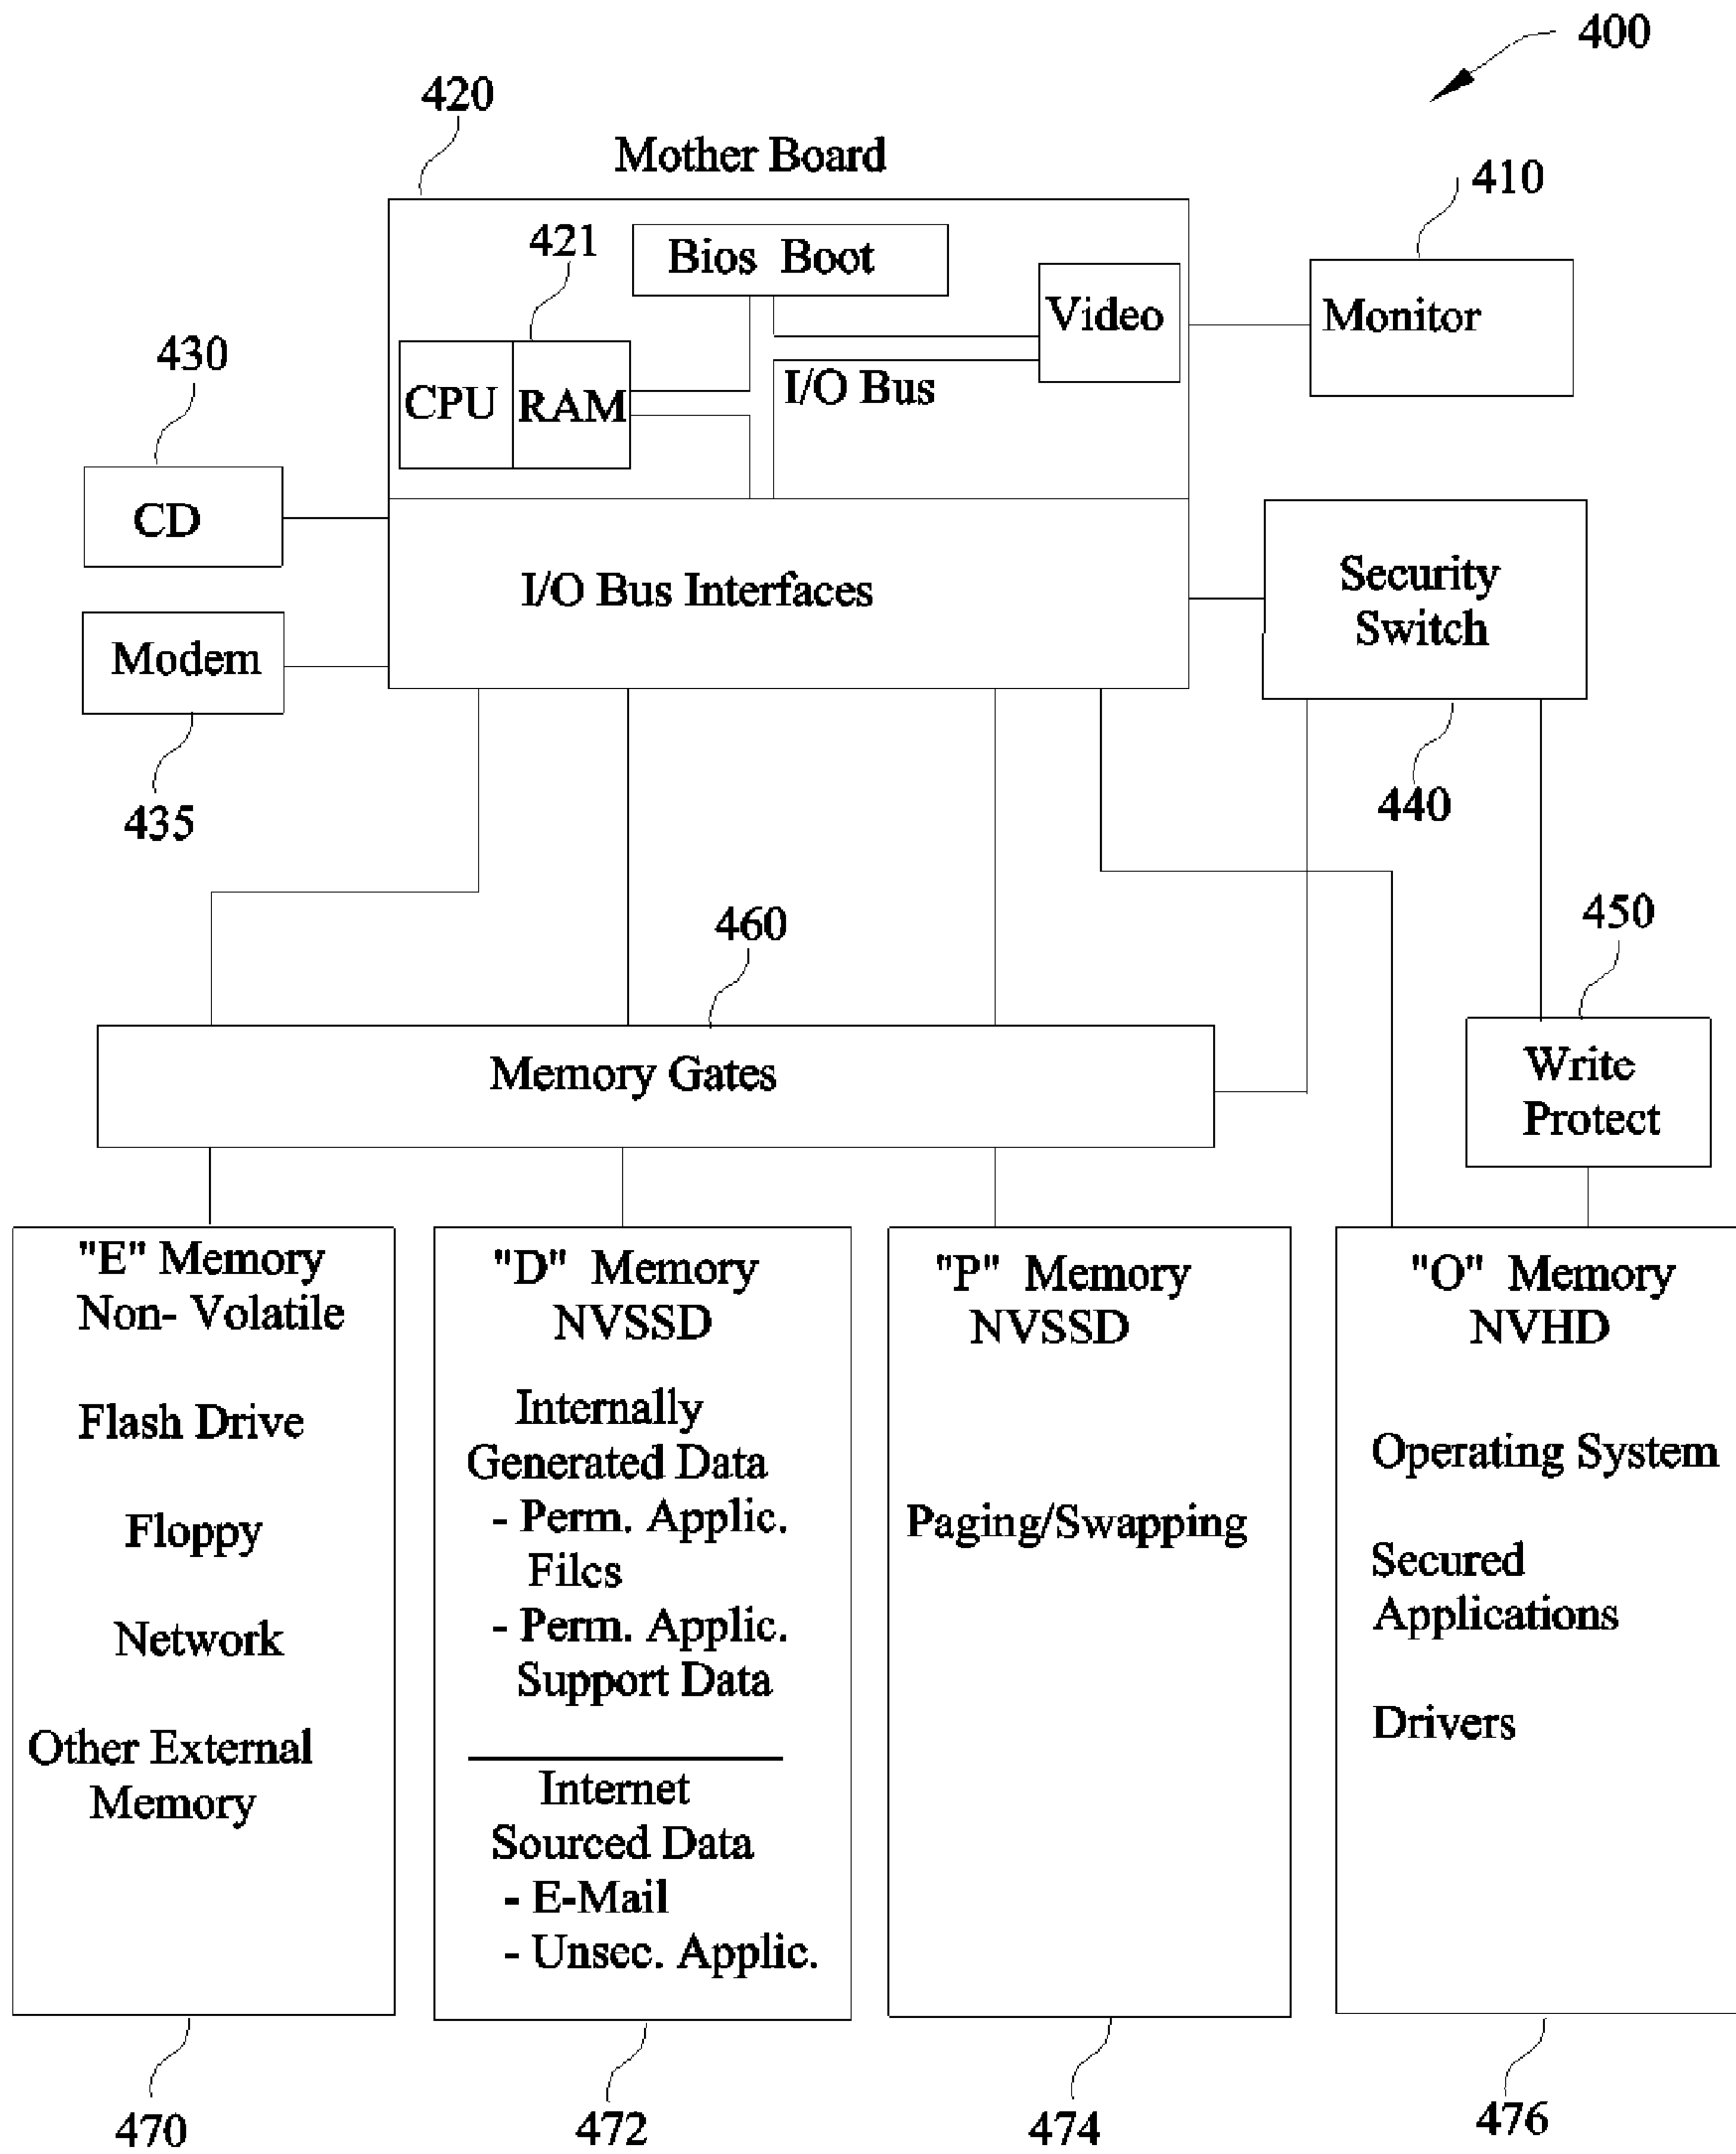 400
420
Mother Board
410
421
Bios Boot
Video
Monitor
430
CPU
RAM
I/O Bus
CD
I/O Bus Interfaces
Security
Switch
Modem
435
440
460
450
Memory Gates
Write
Protect
"E" Memory
Non- Volatile
Flash Drive
Floppy
Network
Other External
Memory
"D" Memory
NVSSD
Internally
Generated Data
- Perm. Applic.
Files
- Perm. Applic.
Support Data
Internet
Sourced Data
- E-Mail
- Unsec. Applic.
"P" Memory
NVSSD
Paging/Swapping
"O" Memory
NVHD
Operating System
Secured
Applications
Drivers
470
472
474
476